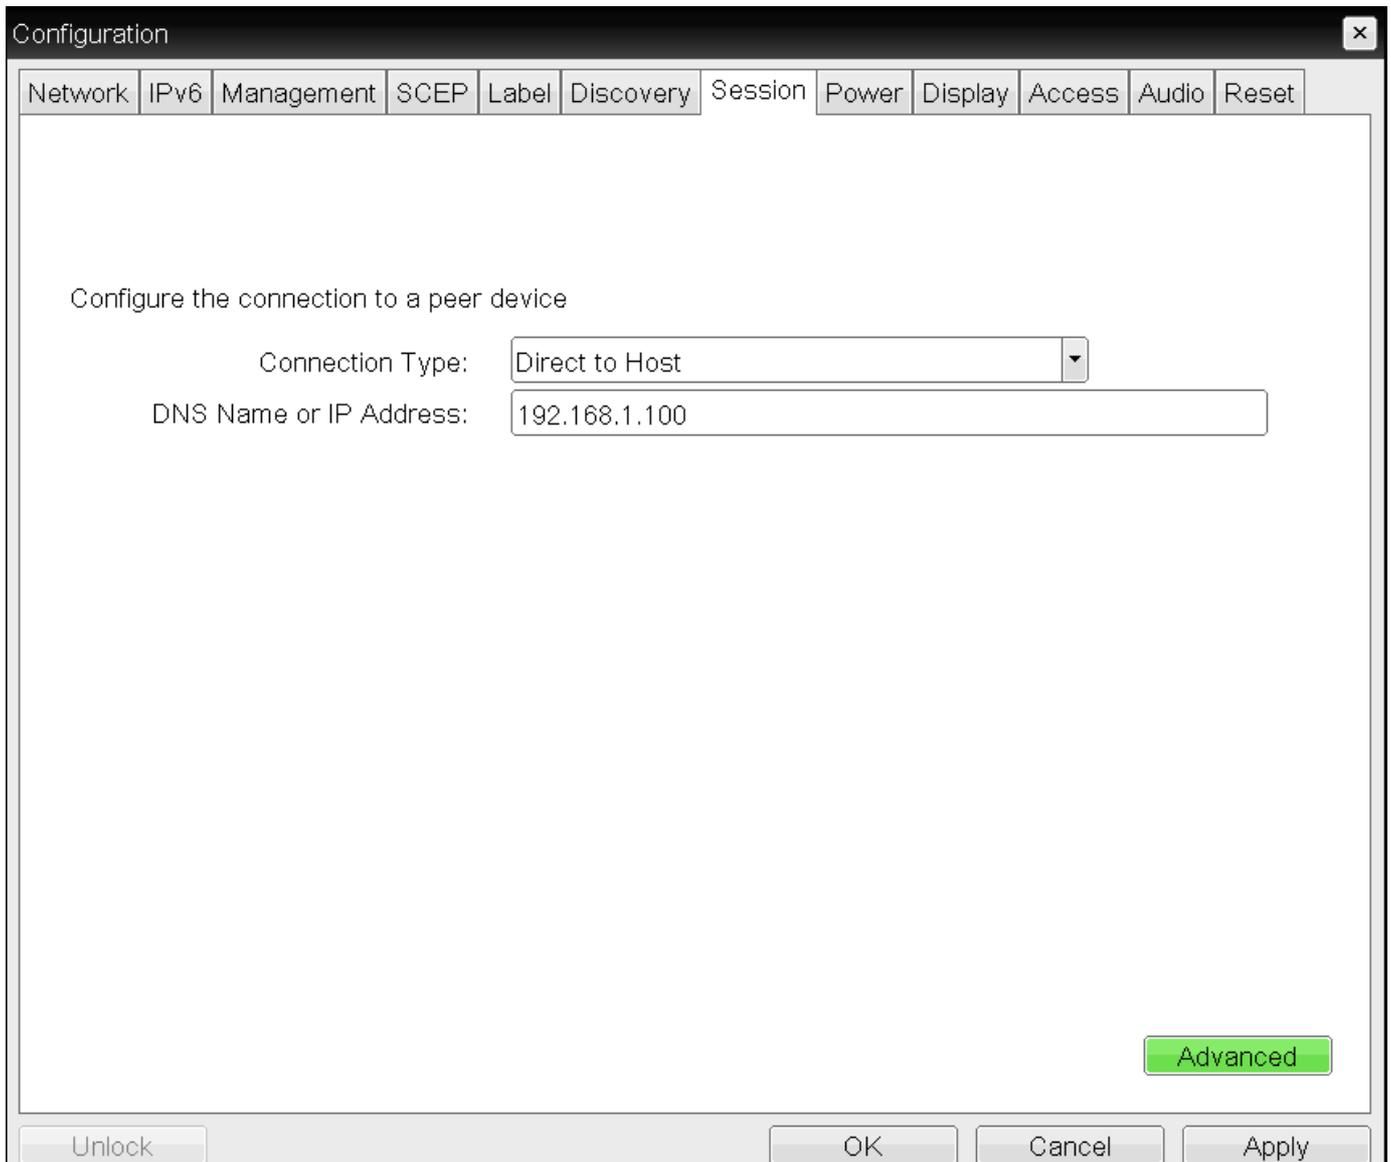 Configuration
Network IPv6 Management SCEP Label Discovery Session Power Display Access Audio Reset
Configure the connection to a peer device
Connection Type: Direct to Host
DNS Name or IP Address: 192.168.1.100
Advanced
Unlock OK Cancel Apply